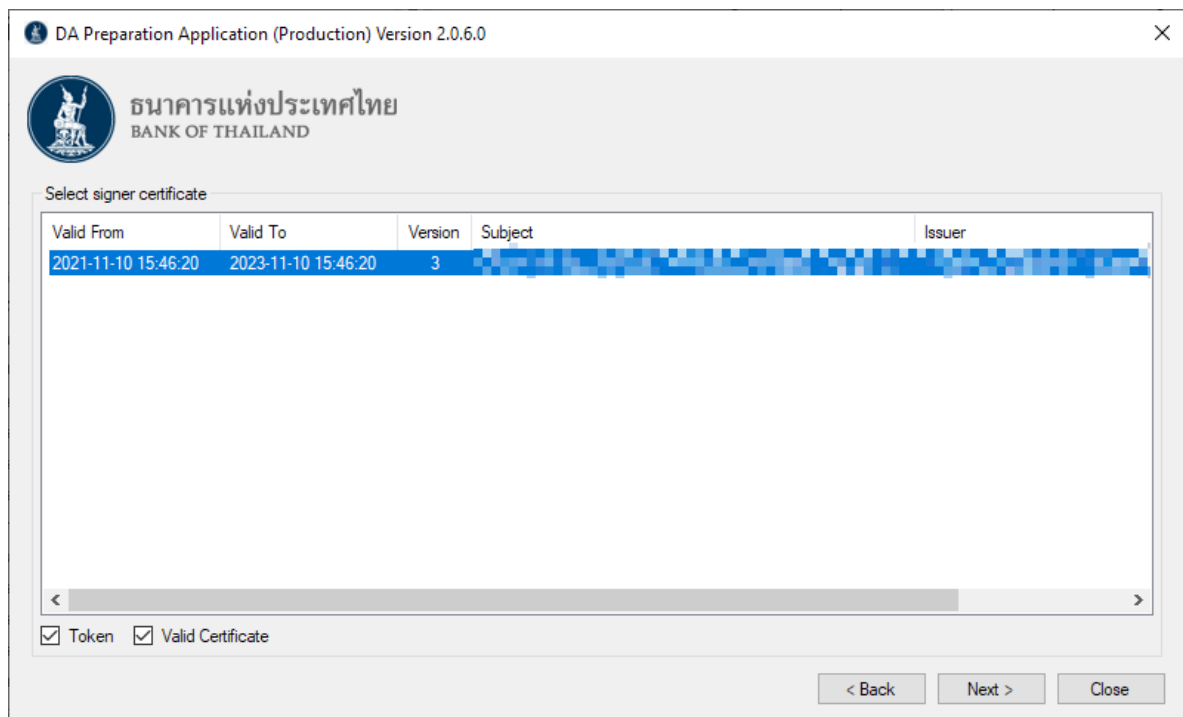 DA Preparation Application (Production) Version 2.0.6.0
ธนาคารแห่งประเทศไทย
BANK OF THAILAND
Select signer certificate
Valid From Valid To Version Subject Issuer
2021-11-10 15:46:20 2023-11-10 15:46:20 3
Token Valid Certificate
< Back Next > Close